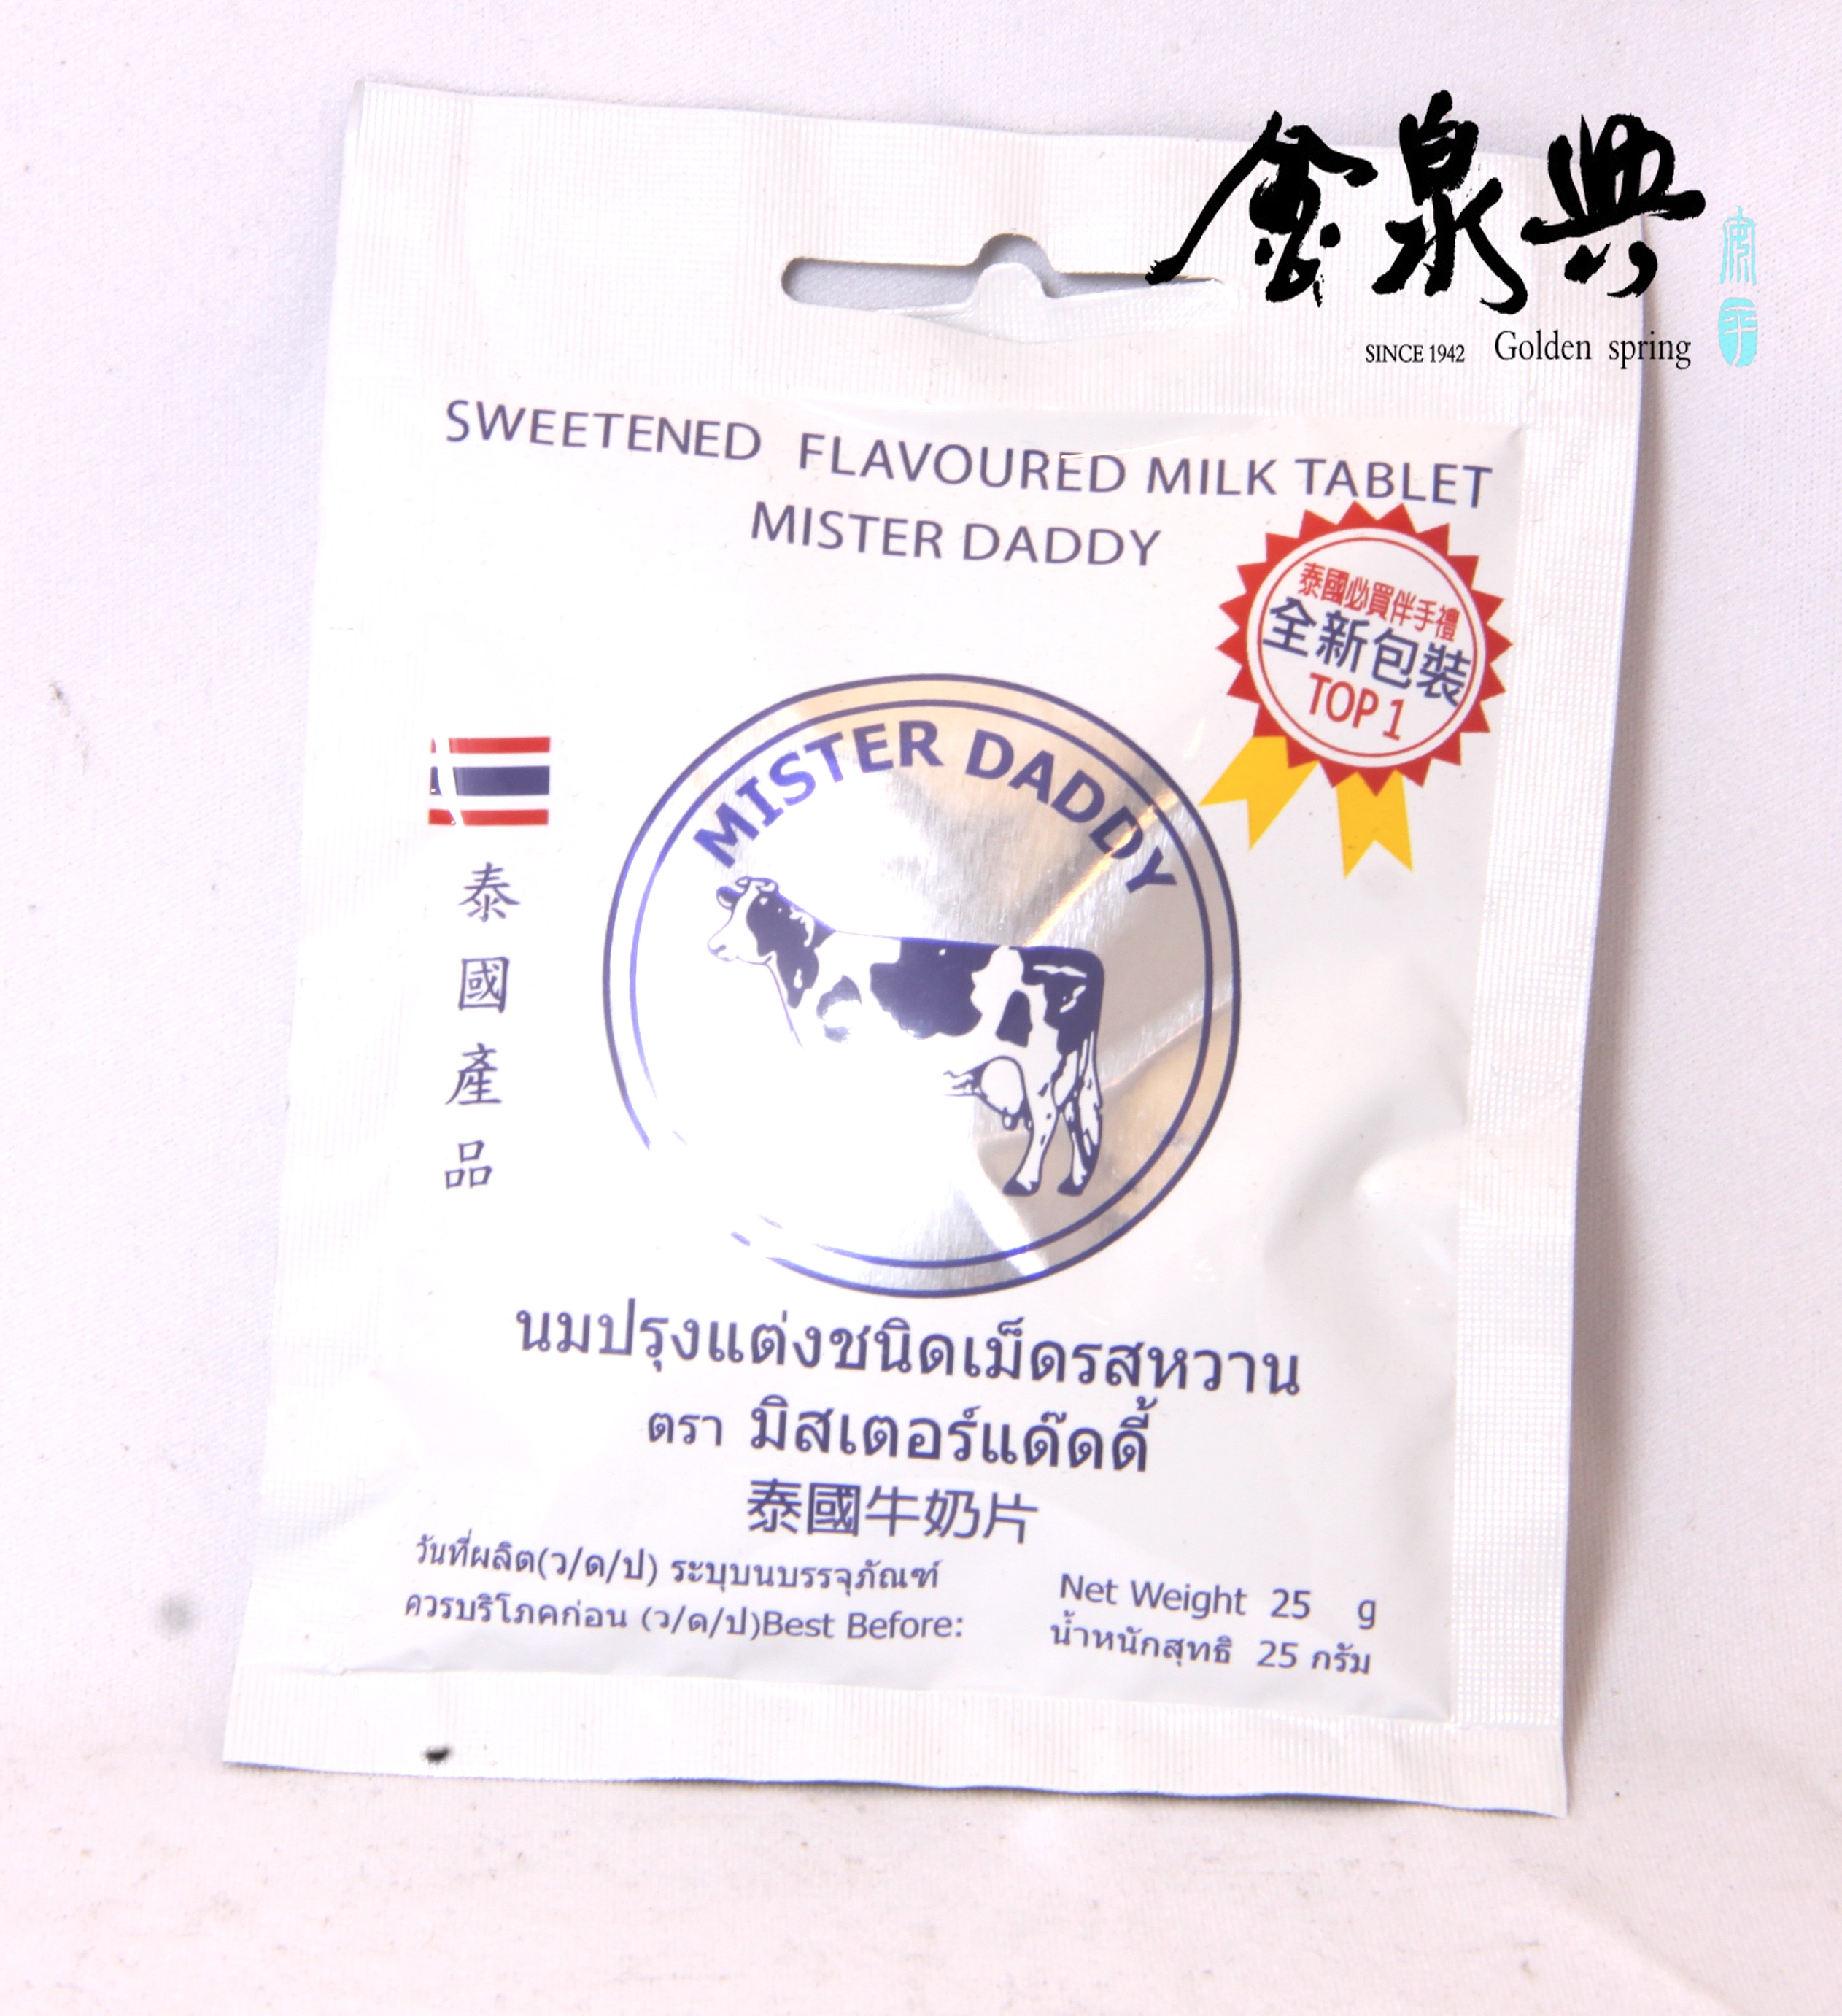 金泉興
SINCE 1942 Golden spring
SWEETENED FLAVOURED MILK TABLET
MISTER DADDY
泰國必買伴手禮
全新包裝
TOP 1
MISTER DADDY
泰
國
產
品
นมปรุงแต่งชนิดเม็ดรสหวาน
ตรา มิสเตอร์แด๊ดดี้
泰國牛奶片
วันที่ผลิต(ว/ด/ป) ระบุบนบรรจุภัณฑ์
ควรบริโภคก่อน (ว/ด/ป)Best Before:
Net Weight 25 g
น้ำหนักสุทธิ 25 กรัม